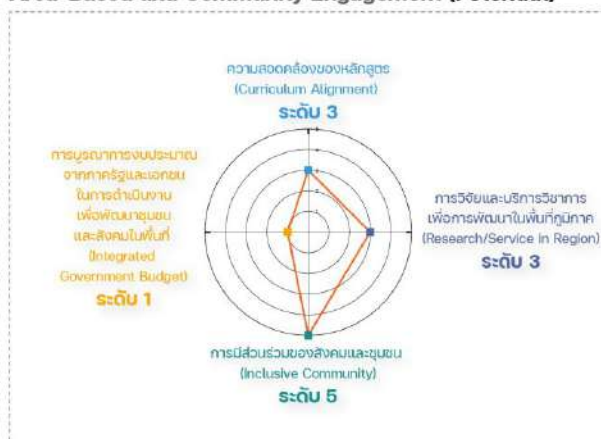 Area-Based and Community Engagement (Potential)
ความสอดคล้องของหลักสูตร
(Curriculum Alignment)
ระดับ 3
การบูรณาการงบประมาณ
จากภาครัฐและเอกชน
ในการดำเนินงาน
เพื่อพัฒนาชุมชน
และสังคมในพื้นที่
(Integrated
Government Budget)
ระดับ 1
การวิจัยและบริการวิชาการ
เพื่อการพัฒนาในพื้นที่ภูมิภาค
(Research/Service in Region)
ระดับ 3
การมีส่วนร่วมของสังคมและชุมชน
(Inclusive Community)
ระดับ 5